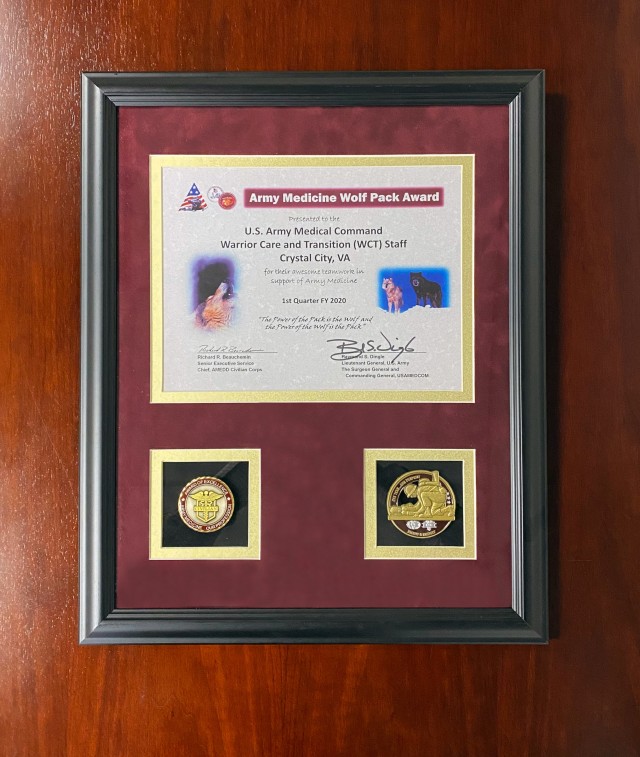 Army Medicine Wolf Pack Award
Presented to the
U.S. Army Medical Command
Warrior Care and Transition (WCT) Staff
Crystal City, VA
for their awesome teamwork in
support of Army Medicine
1st Quarter FY 2020
"The Power of the Pack is the Wolf and
the Power of the Wolf is the Pack."
Richard R. Beauchemin
Senior Executive Service
Chief, AMEDD Civilian Corps
Raymond S. Dingle
Lieutenant General, U.S. Army
The Surgeon General and
Commanding General, USAMEDCOM